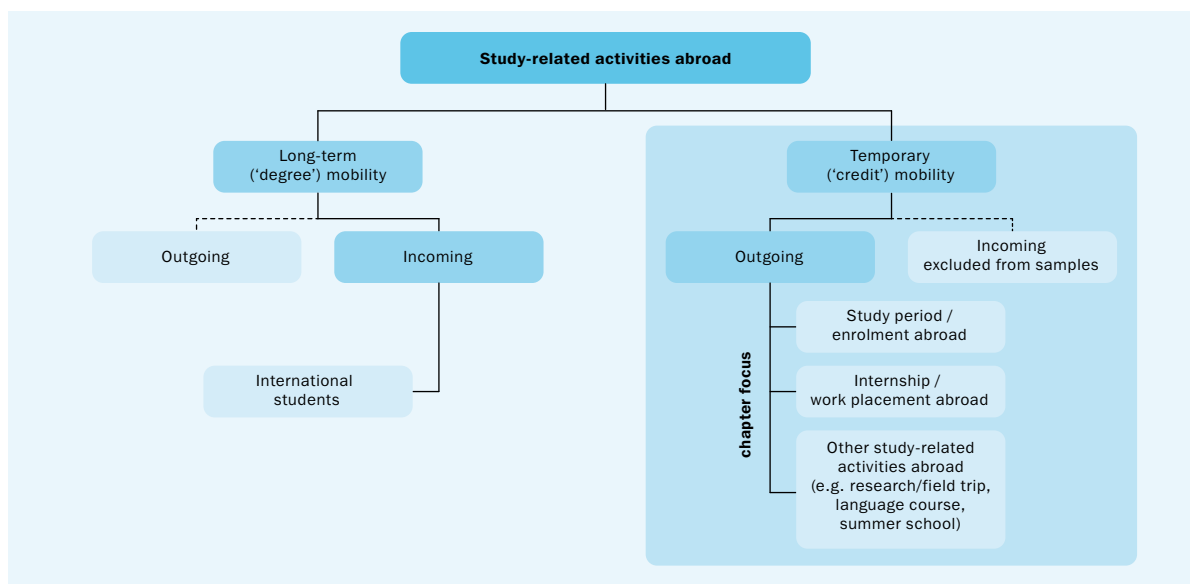 Study-related activities abroad
Long-term
(‘degree’) mobility
Temporary
(‘credit’) mobility
Outgoing
Incoming
Outgoing
Incoming
excluded from samples
Study period /
enrolment abroad
International
students
Internship /
work placement abroad
chapter focus
Other study-related
activities abroad
(e.g. research/field trip,
language course,
summer school)